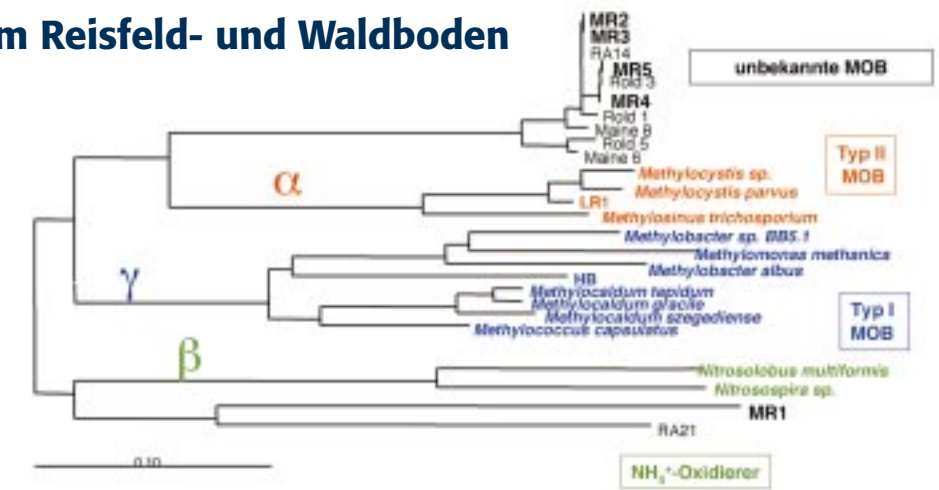 m Reisfeld- und Waldboden
MR2
MR3
RA14
unbekannte MOB
MR5
Rold 3
MR4
Rold 1
Maine 8
Rold 5
Maine 6
Typ II
MOB
α
Methylocystis sp.
Methylocystis parvus
LR1
Methylosinus trichosporium
Methylobacter sp. BB5.1
Methylomonas methanica
Methylobacter albus
γ
HB
Methylocaldum tepidum
Methylocaldum gracile
Methylocaldum szegediense
Methylococcus capsulatus
Typ I
MOB
β
Nitrosolobus multiformis
Nitrosospira sp.
MR1
RA21
0.10
NH₄⁺-Oxidierer